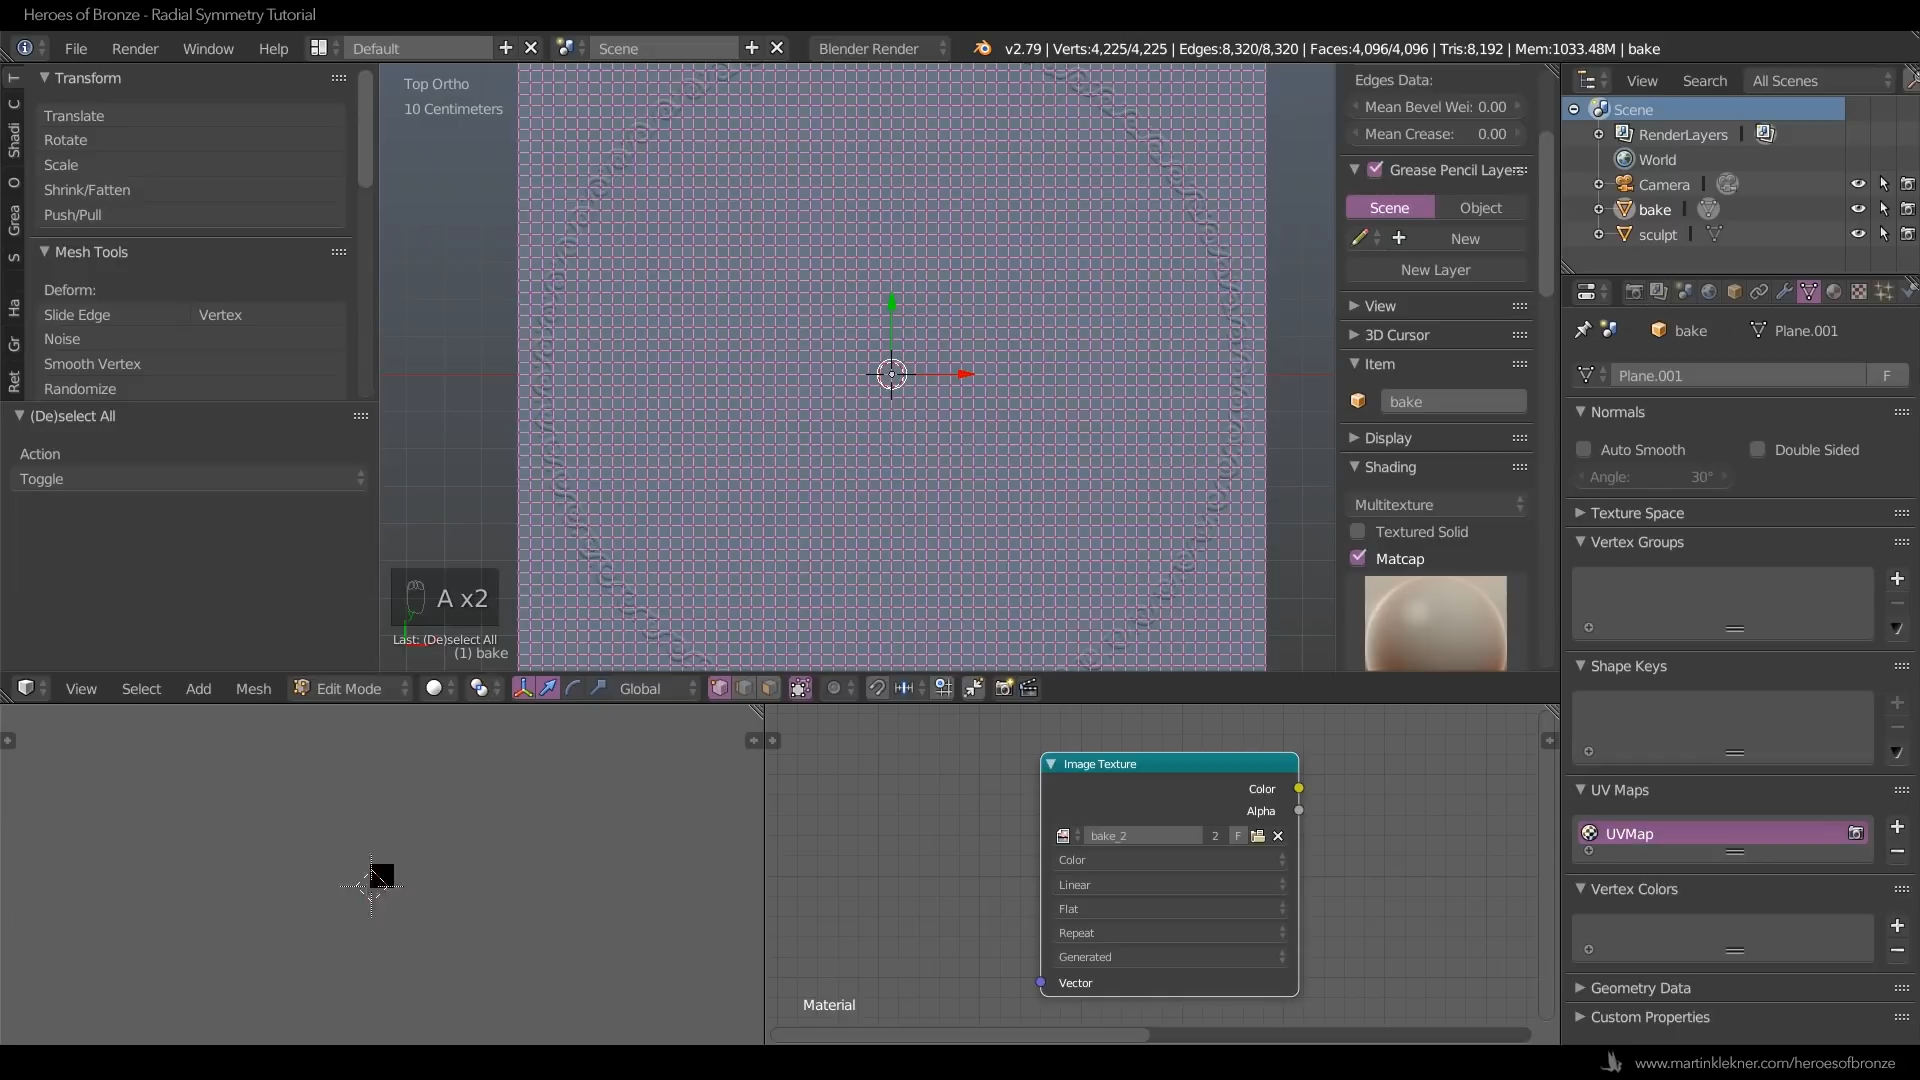 Heroes of Bronze - Radial Symmetry Tutorial
File Render Window Help Default Scene Blender Render v2.79 | Verts:4,225/4,225 | Edges:8,320/8,320 | Faces:4,096/4,096 | Tris:8,192 | Mem:1033.48M | bake
Transform
Translate
Rotate
Scale
Shrink/Fatten
Push/Pull
Mesh Tools
Deform:
Slide Edge Vertex
Noise
Smooth Vertex
Randomize
(De)select All
Action
Toggle
T
C
Shadi
O
Grea
S
Ha
Gr
Ret
Top Ortho
10 Centimeters
A x2
Last: (De)select All
(1) bake
Edges Data:
Mean Bevel Wei: 0.00
Mean Crease: 0.00
Grease Pencil Layers
Scene Object
New
New Layer
View
3D Cursor
Item
bake
Display
Shading
Multitexture
Textured Solid
Matcap
View Search All Scenes
Scene
RenderLayers
World
Camera
bake
sculpt
bake Plane.001
Plane.001 F
Normals
Auto Smooth Double Sided
Angle: 30°
Texture Space
Vertex Groups
Shape Keys
UV Maps
UVMap
Vertex Colors
Geometry Data
Custom Properties
View Select Add Mesh Edit Mode Global
Image Texture
Color
Alpha
bake_2 2 F
Color
Linear
Flat
Repeat
Generated
Vector
Material
www.martinklekner.com/heroesofbronze